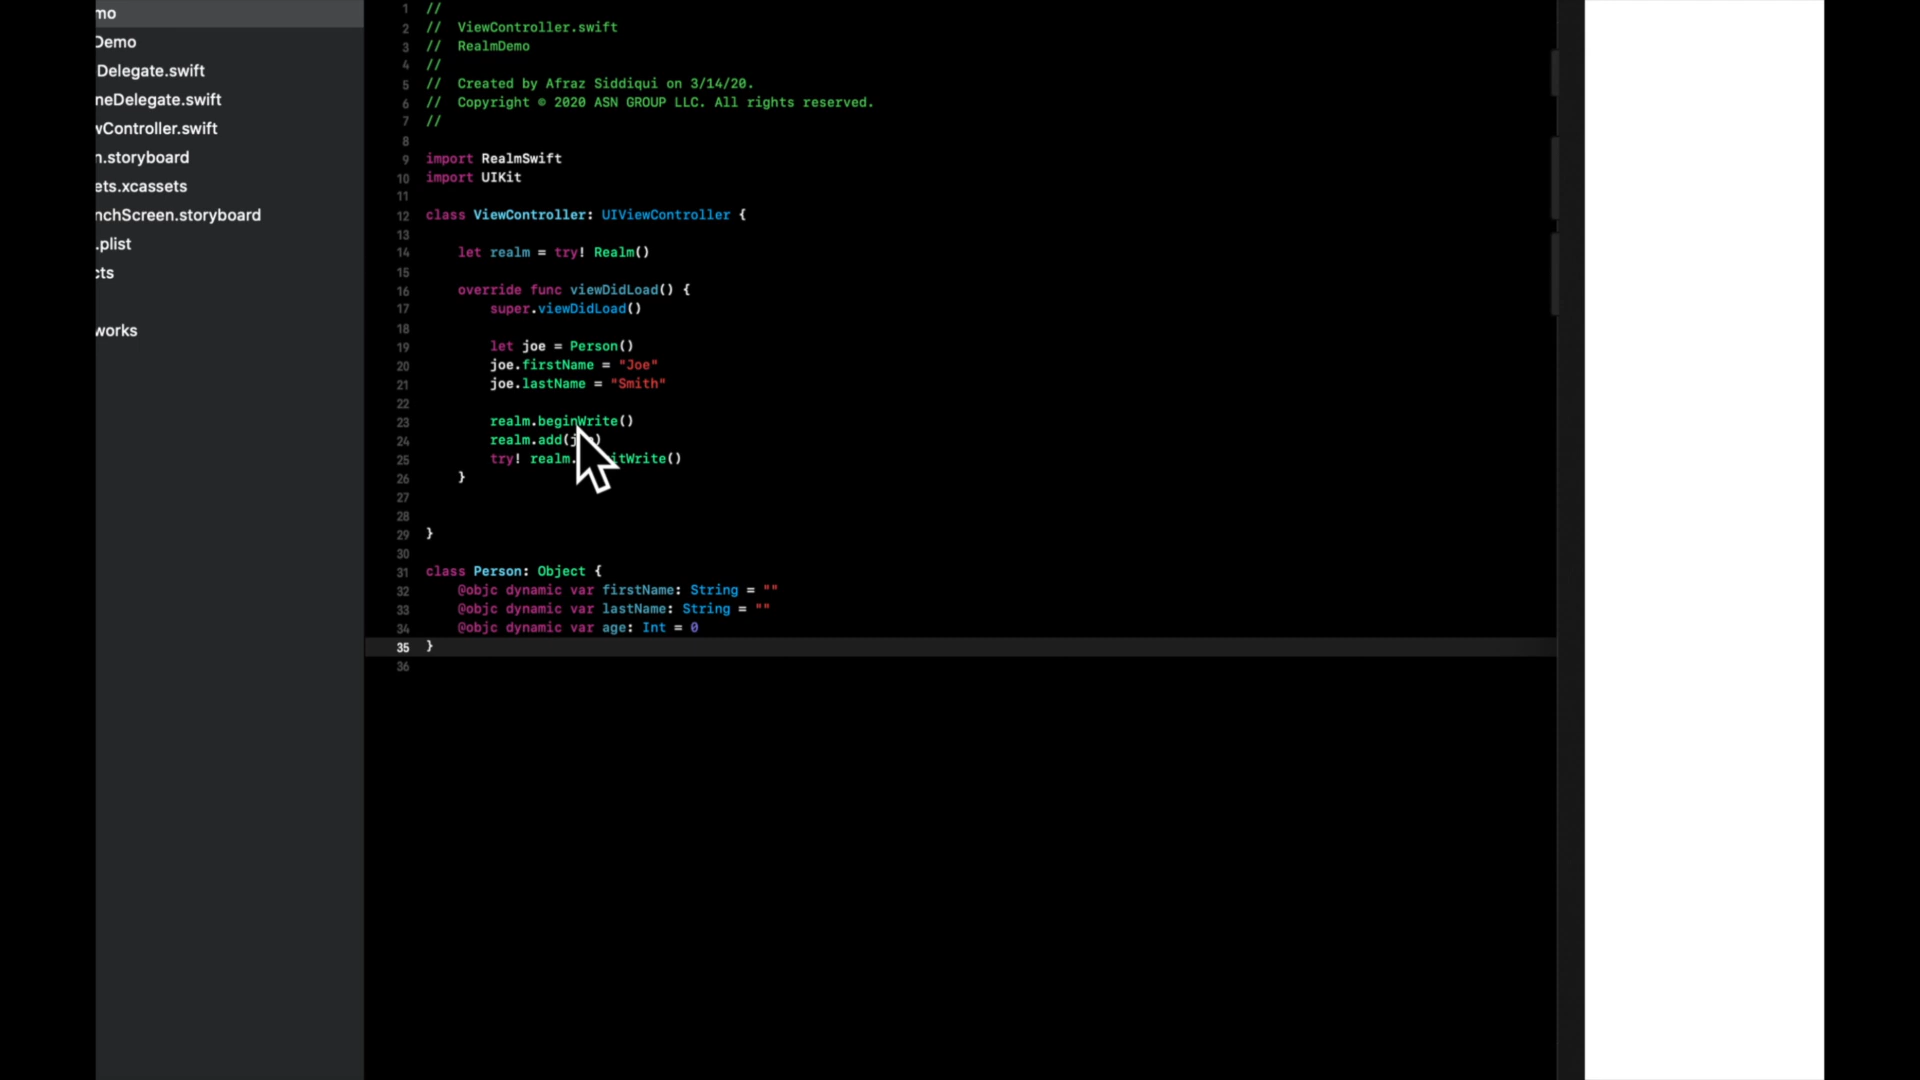 mo
Demo
Delegate.swift
neDelegate.swift
wController.swift
n.storyboard
ets.xcassets
nchScreen.storyboard
.plist
cts
works
1 //
2 //  ViewController.swift
3 //  RealmDemo
4 //
5 //  Created by Afraz Siddiqui on 3/14/20.
6 //  Copyright © 2020 ASN GROUP LLC. All rights reserved.
7 //
8
9 import RealmSwift
10 import UIKit
11
12 class ViewController: UIViewController {
13
14     let realm = try! Realm()
15
16     override func viewDidLoad() {
17         super.viewDidLoad()
18
19         let joe = Person()
20         joe.firstName = "Joe"
21         joe.lastName = "Smith"
22
23         realm.beginWrite()
24         realm.add(j )
25         try! realm. itWrite()
26     }
27
28
29 }
30
31 class Person: Object {
32     @objc dynamic var firstName: String = ""
33     @objc dynamic var lastName: String = ""
34     @objc dynamic var age: Int = 0
35 }
36